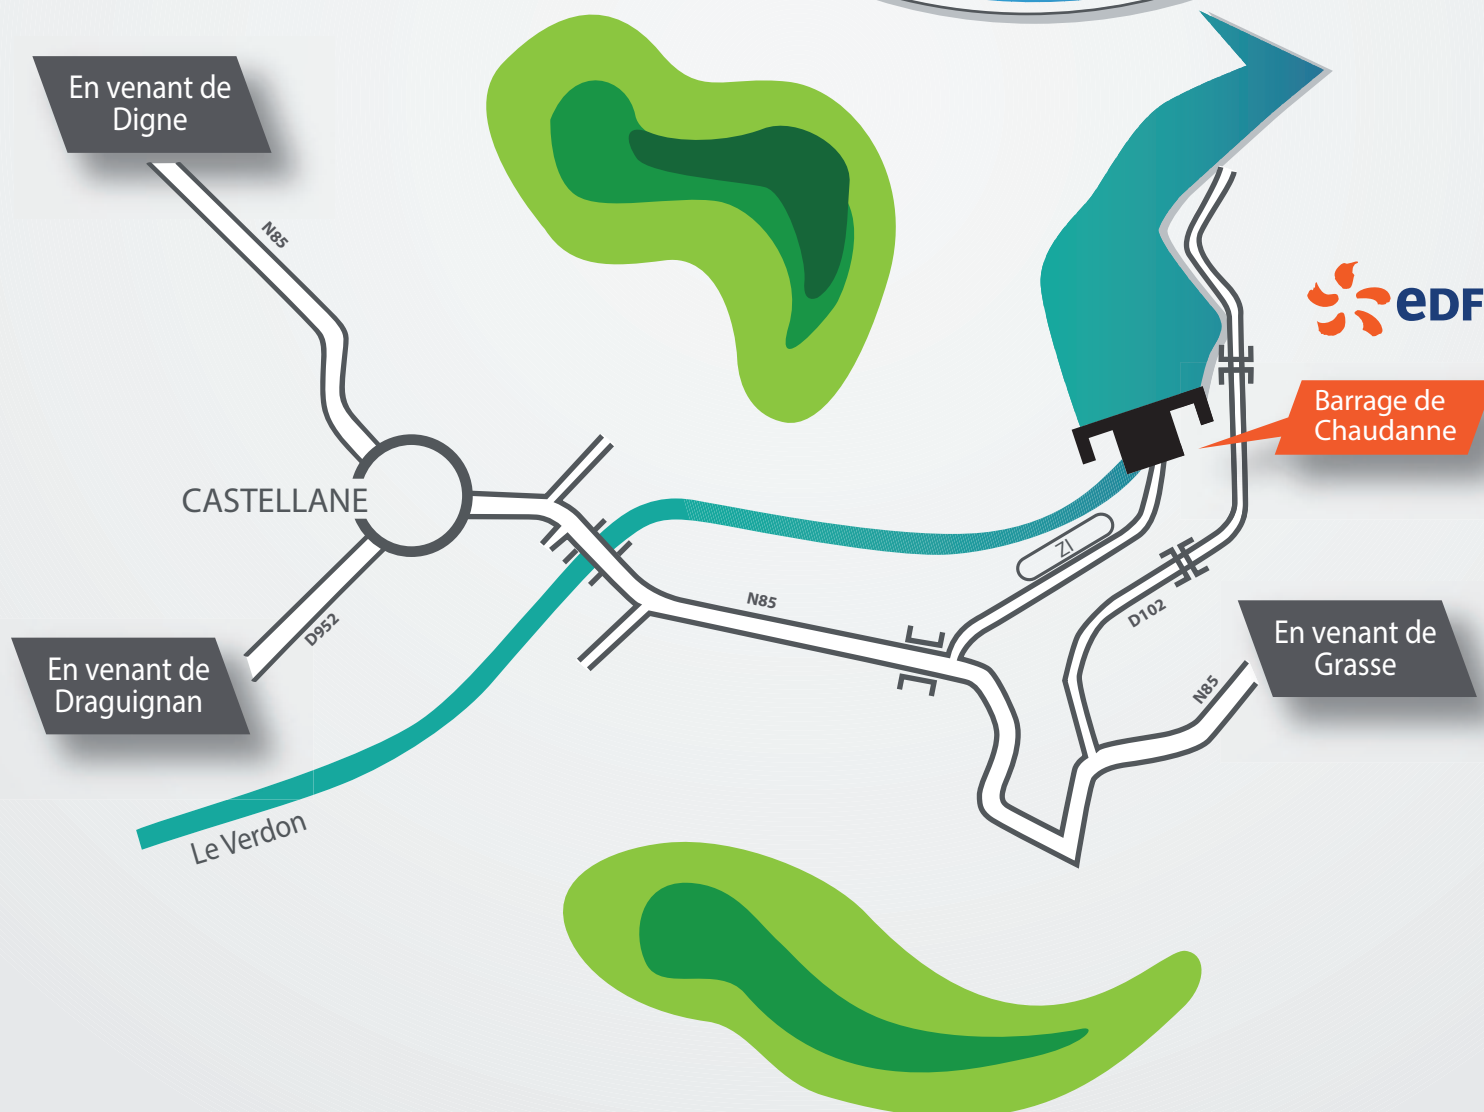 En venant de
Digne
N85
eDF
Barrage de
Chaudanne
CASTELLANE
ZI
N85
D102
D952
En venant de
Grasse
En venant de
Draguignan
N85
Le Verdon